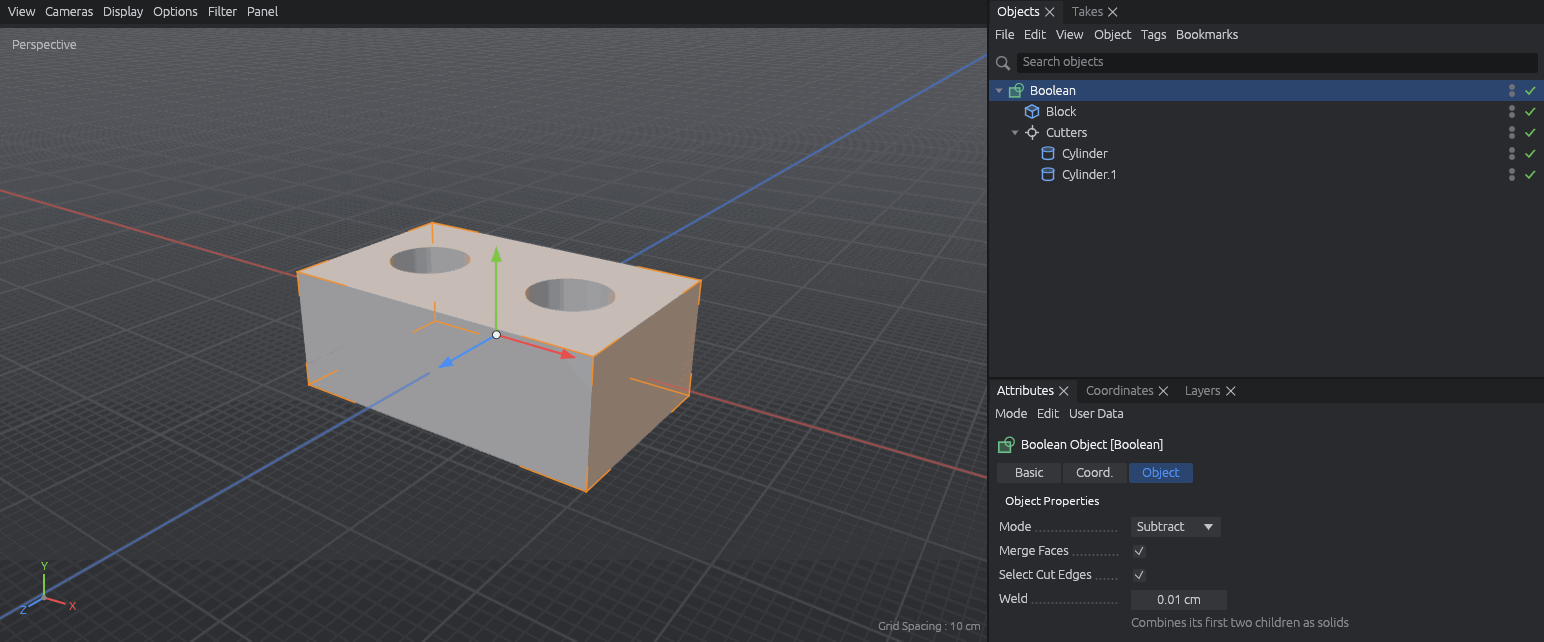 View Cameras Display Options Filter Panel
Perspective
Y
X
Z
Grid Spacing : 10 cm
Objects Takes
File Edit View Object Tags Bookmarks
Search objects
Boolean
Block
Cutters
Cylinder
Cylinder.1
Attributes Coordinates Layers
Mode Edit User Data
Boolean Object [Boolean]
Basic Coord. Object
Object Properties
Mode Subtract
Merge Faces
Select Cut Edges
Weld 0.01 cm
Combines its first two children as solids